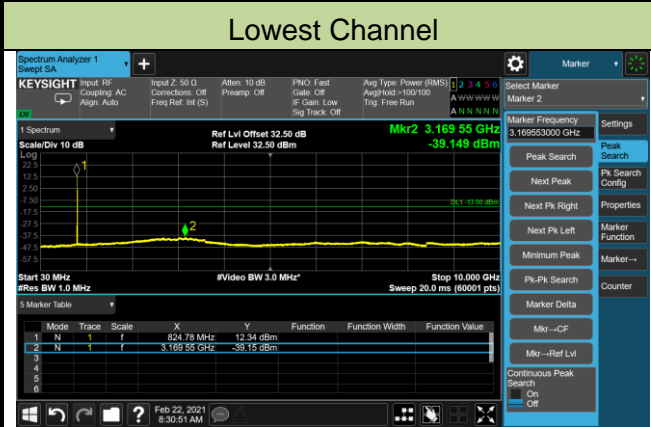 Lowest Channel
Spectrum Analyzer 1
Swept SA
Marker
KEYSIGHT
Input: RF
Coupling: AC
Align: Auto
Input Z: 50 Ω
Corrections: Off
Freq Ref: Int (S)
Atten: 10 dB
Preamp: Off
PNO: Fast
Gate: Off
IF Gain: Low
Sig Track: Off
Avg Type: Power (RMS)
Avg|Hold:>100/100
Trig: Free Run
1 2 3 4 5 6
A W W W W W
A N N N N N
Select Marker
Marker 2
1 Spectrum
Scale/Div 10 dB
Log
Ref Lvl Offset 32.50 dB
Ref Level 32.50 dBm
Mkr2 3.169 55 GHz
-39.149 dBm
22.5
12.5
2.50
-7.50
-17.5
-27.5
-37.5
-47.5
-57.5
1
2
DL1 -13.00 dBm
Start 30 MHz
#Res BW 1.0 MHz
#Video BW 3.0 MHz*
Stop 10.000 GHz
Sweep 20.0 ms (60001 pts)
5 Marker Table
Mode Trace Scale X Y Function Function Width Function Value
1 N 1 f 824.78 MHz 12.34 dBm
2 N 1 f 3.169 55 GHz -39.15 dBm
3
4
5
6
Marker Frequency
3.169553000 GHz
Peak Search
Next Peak
Next Pk Right
Next Pk Left
Minimum Peak
Pk-Pk Search
Marker Delta
Mkr→CF
Mkr→Ref Lvl
Continuous Peak
Search
On
Off
Settings
Peak
Search
Pk Search
Config
Properties
Marker
Function
Marker→
Counter
Feb 22, 2021
8:30:51 AM